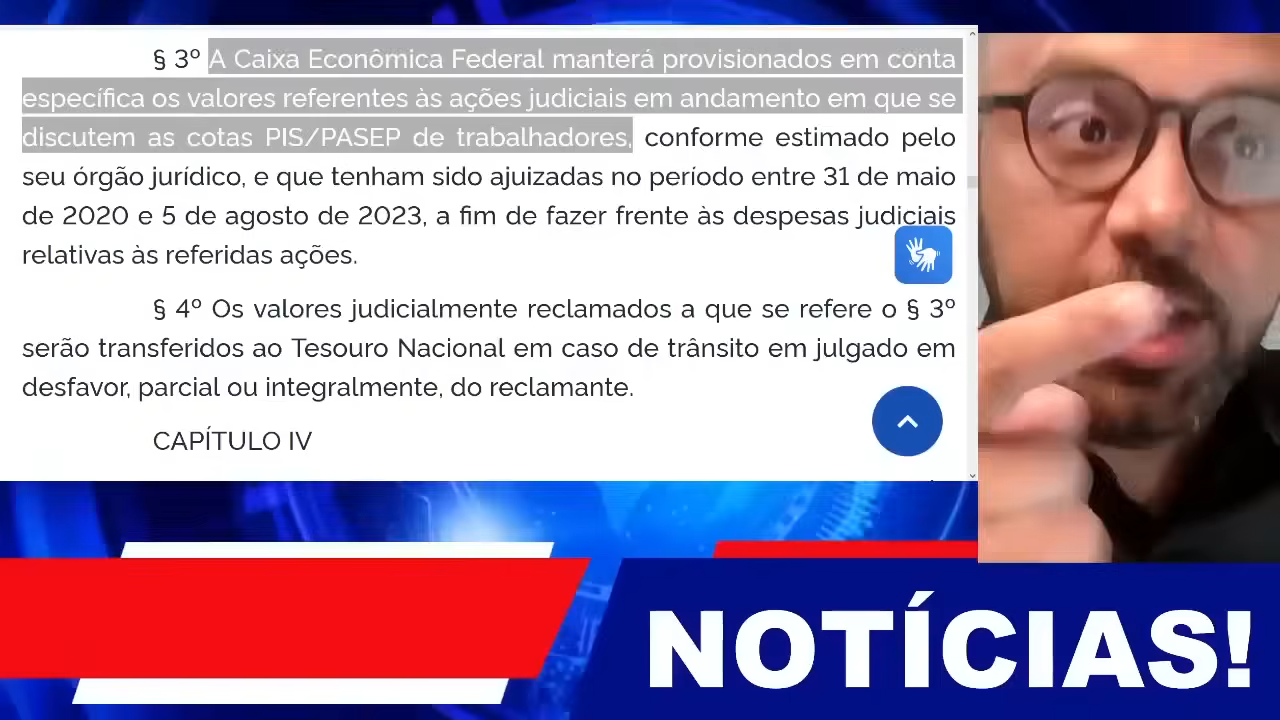 § 3º A Caixa Econômica Federal manterá provisionados em conta
específica os valores referentes às ações judiciais em andamento em que se
discutem as cotas PIS/PASEP de trabalhadores, conforme estimado pelo
seu órgão jurídico, e que tenham sido ajuizadas no período entre 31 de maio
de 2020 e 5 de agosto de 2023, a fim de fazer frente às despesas judiciais
relativas às referidas ações.
§ 4º Os valores judicialmente reclamados a que se refere o § 3º
serão transferidos ao Tesouro Nacional em caso de trânsito em julgado em
desfavor, parcial ou integralmente, do reclamante.
CAPÍTULO IV
NOTÍCIAS!